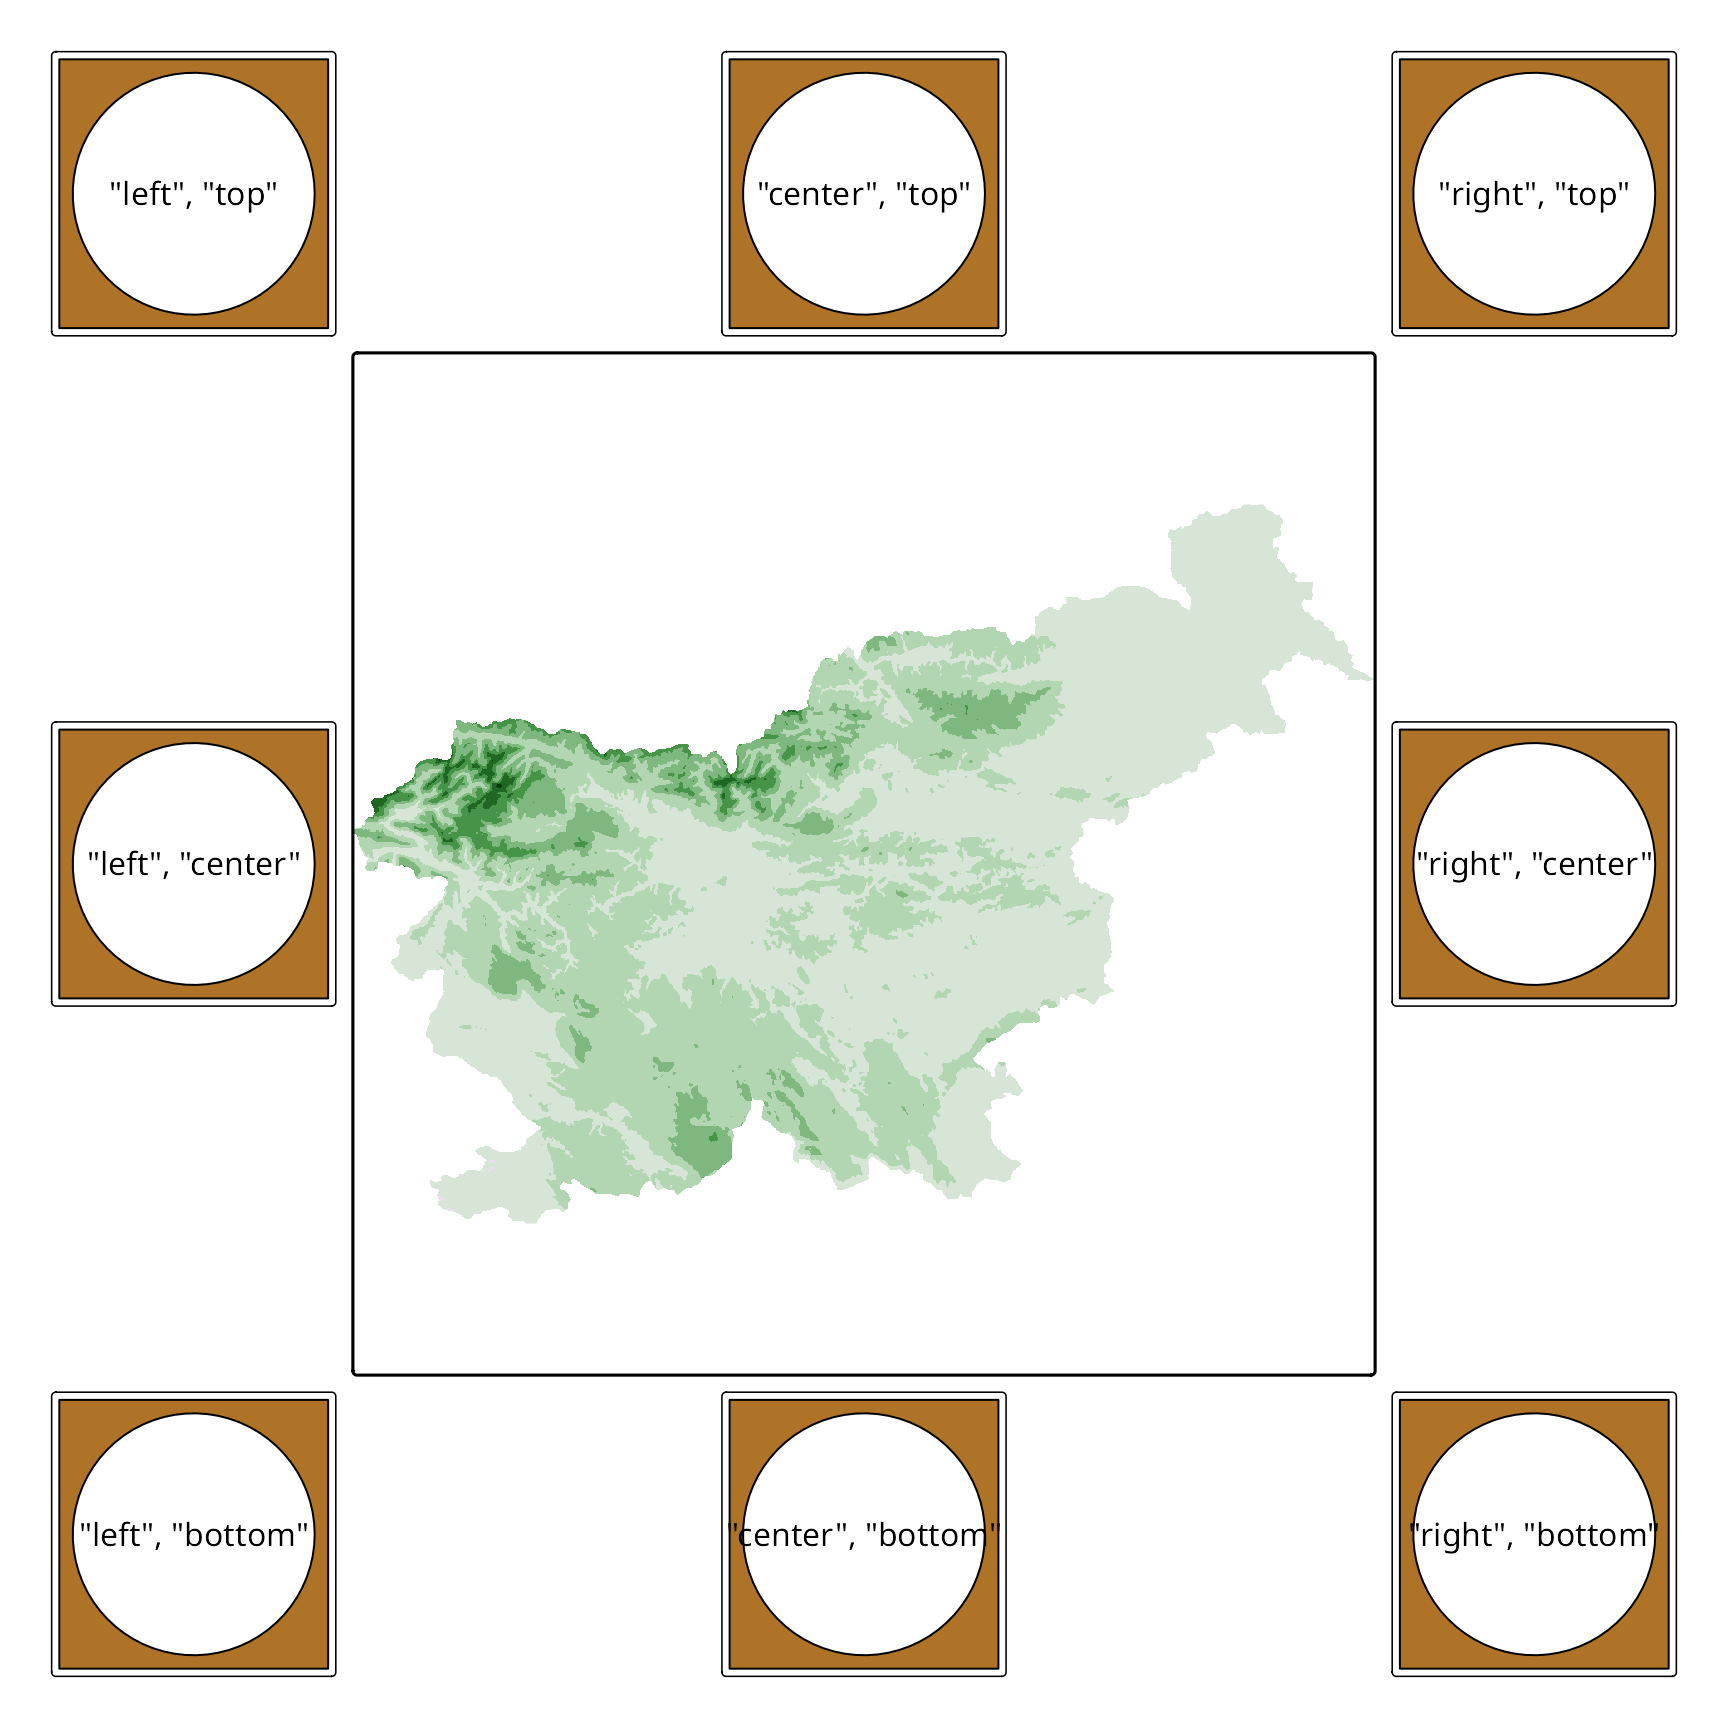 "left", "top"
"center", "top"
"right", "top"
"left", "center"
"right", "center"
"left", "bottom"
"center", "bottom"
"right", "bottom"